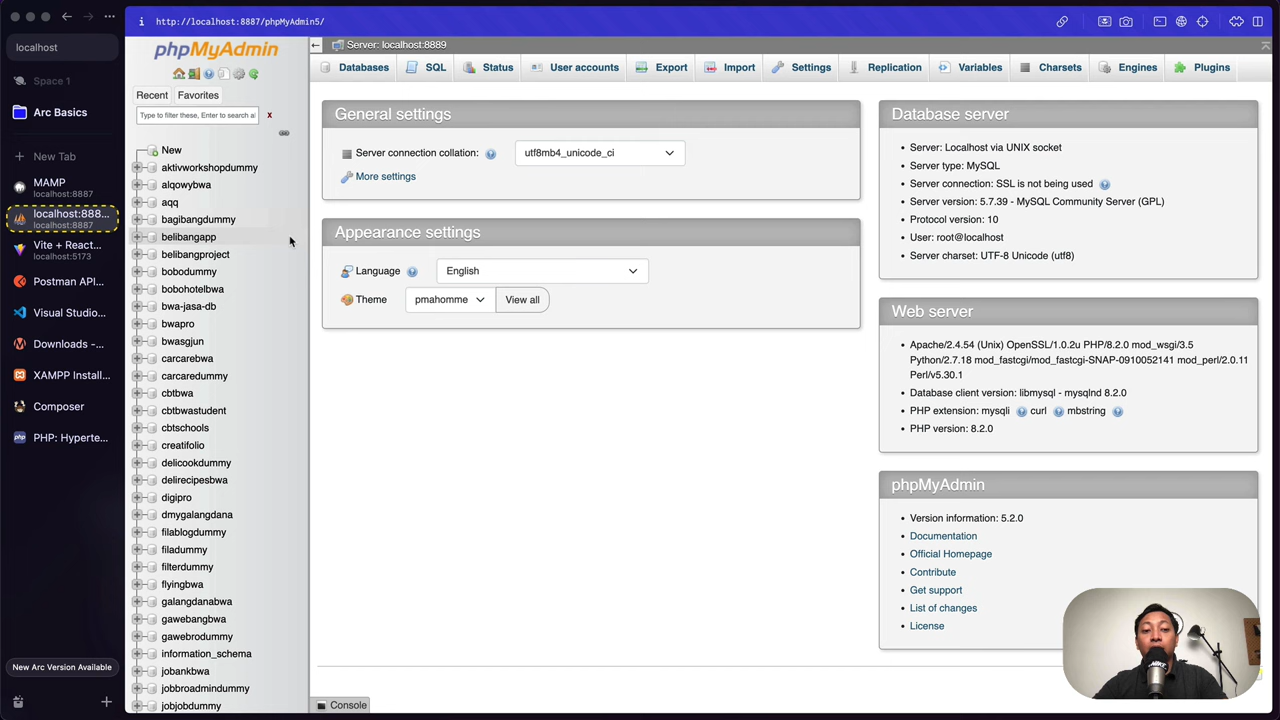 http://localhost:8887/phpMyAdmin5/
localhost
Space 1
Arc Basics
New Tab
MAMP
localhost:8887
localhost:888...
localhost:8887
Vite + React...
localhost:5173
Postman API...
Visual Studio...
Downloads -...
XAMPP Install...
Composer
php PHP: Hyperte...
New Arc Version Available
phpMyAdmin
Recent Favorites
Type to filter these, Enter to search al X
New
aktivworkshopdummy
alqowybwa
aqq
bagibangdummy
belibangapp
belibangproject
bobodummy
bobohotelbwa
bwa-jasa-db
bwapro
bwasgjun
carcarebwa
carcaredummy
cbtbwa
cbtbwastudent
cbtschools
creatifolio
delicookdummy
delirecipesbwa
digipro
dmygalangdana
filablogdummy
filadummy
filterdummy
flyingbwa
galangdanabwa
gawebangbwa
gawebrodummy
information_schema
jobankbwa
jobbroadmindummy
jobjobdummy
Server: localhost:8889
Databases SQL Status User accounts Export Import Settings Replication Variables Charsets Engines Plugins
General settings
Server connection collation: utf8mb4_unicode_ci
More settings
Appearance settings
Language English
Theme pmahomme View all
Database server
• Server: Localhost via UNIX socket
• Server type: MySQL
• Server connection: SSL is not being used
• Server version: 5.7.39 - MySQL Community Server (GPL)
• Protocol version: 10
• User: root@localhost
• Server charset: UTF-8 Unicode (utf8)
Web server
• Apache/2.4.54 (Unix) OpenSSL/1.0.2u PHP/8.2.0 mod_wsgi/3.5
Python/2.7.18 mod_fastcgi/mod_fastcgi-SNAP-0910052141 mod_perl/2.0.11
Perl/v5.30.1
• Database client version: libmysql - mysqlnd 8.2.0
• PHP extension: mysqli curl mbstring
• PHP version: 8.2.0
phpMyAdmin
• Version information: 5.2.0
• Documentation
• Official Homepage
• Contribute
• Get support
• List of changes
• License
Console